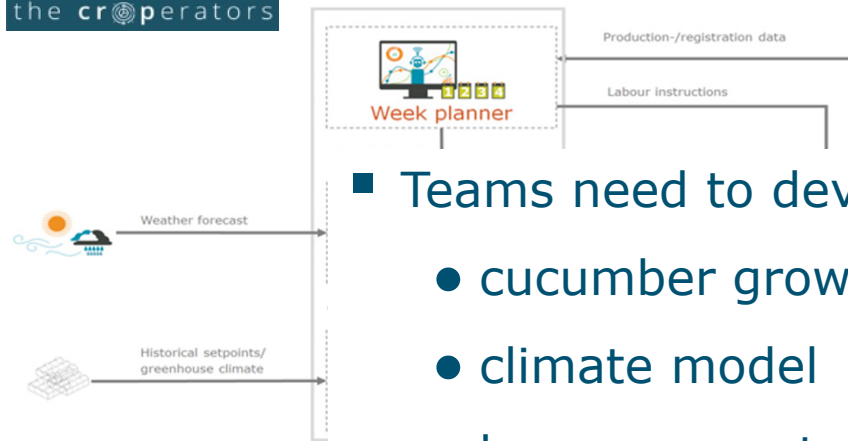 the croperators
Production-/registration data
1 2 3 4
Labour instructions
Week planner
Teams need to dev
Weather forecast
cucumber grow
Historical setpoints/
greenhouse climate
climate model